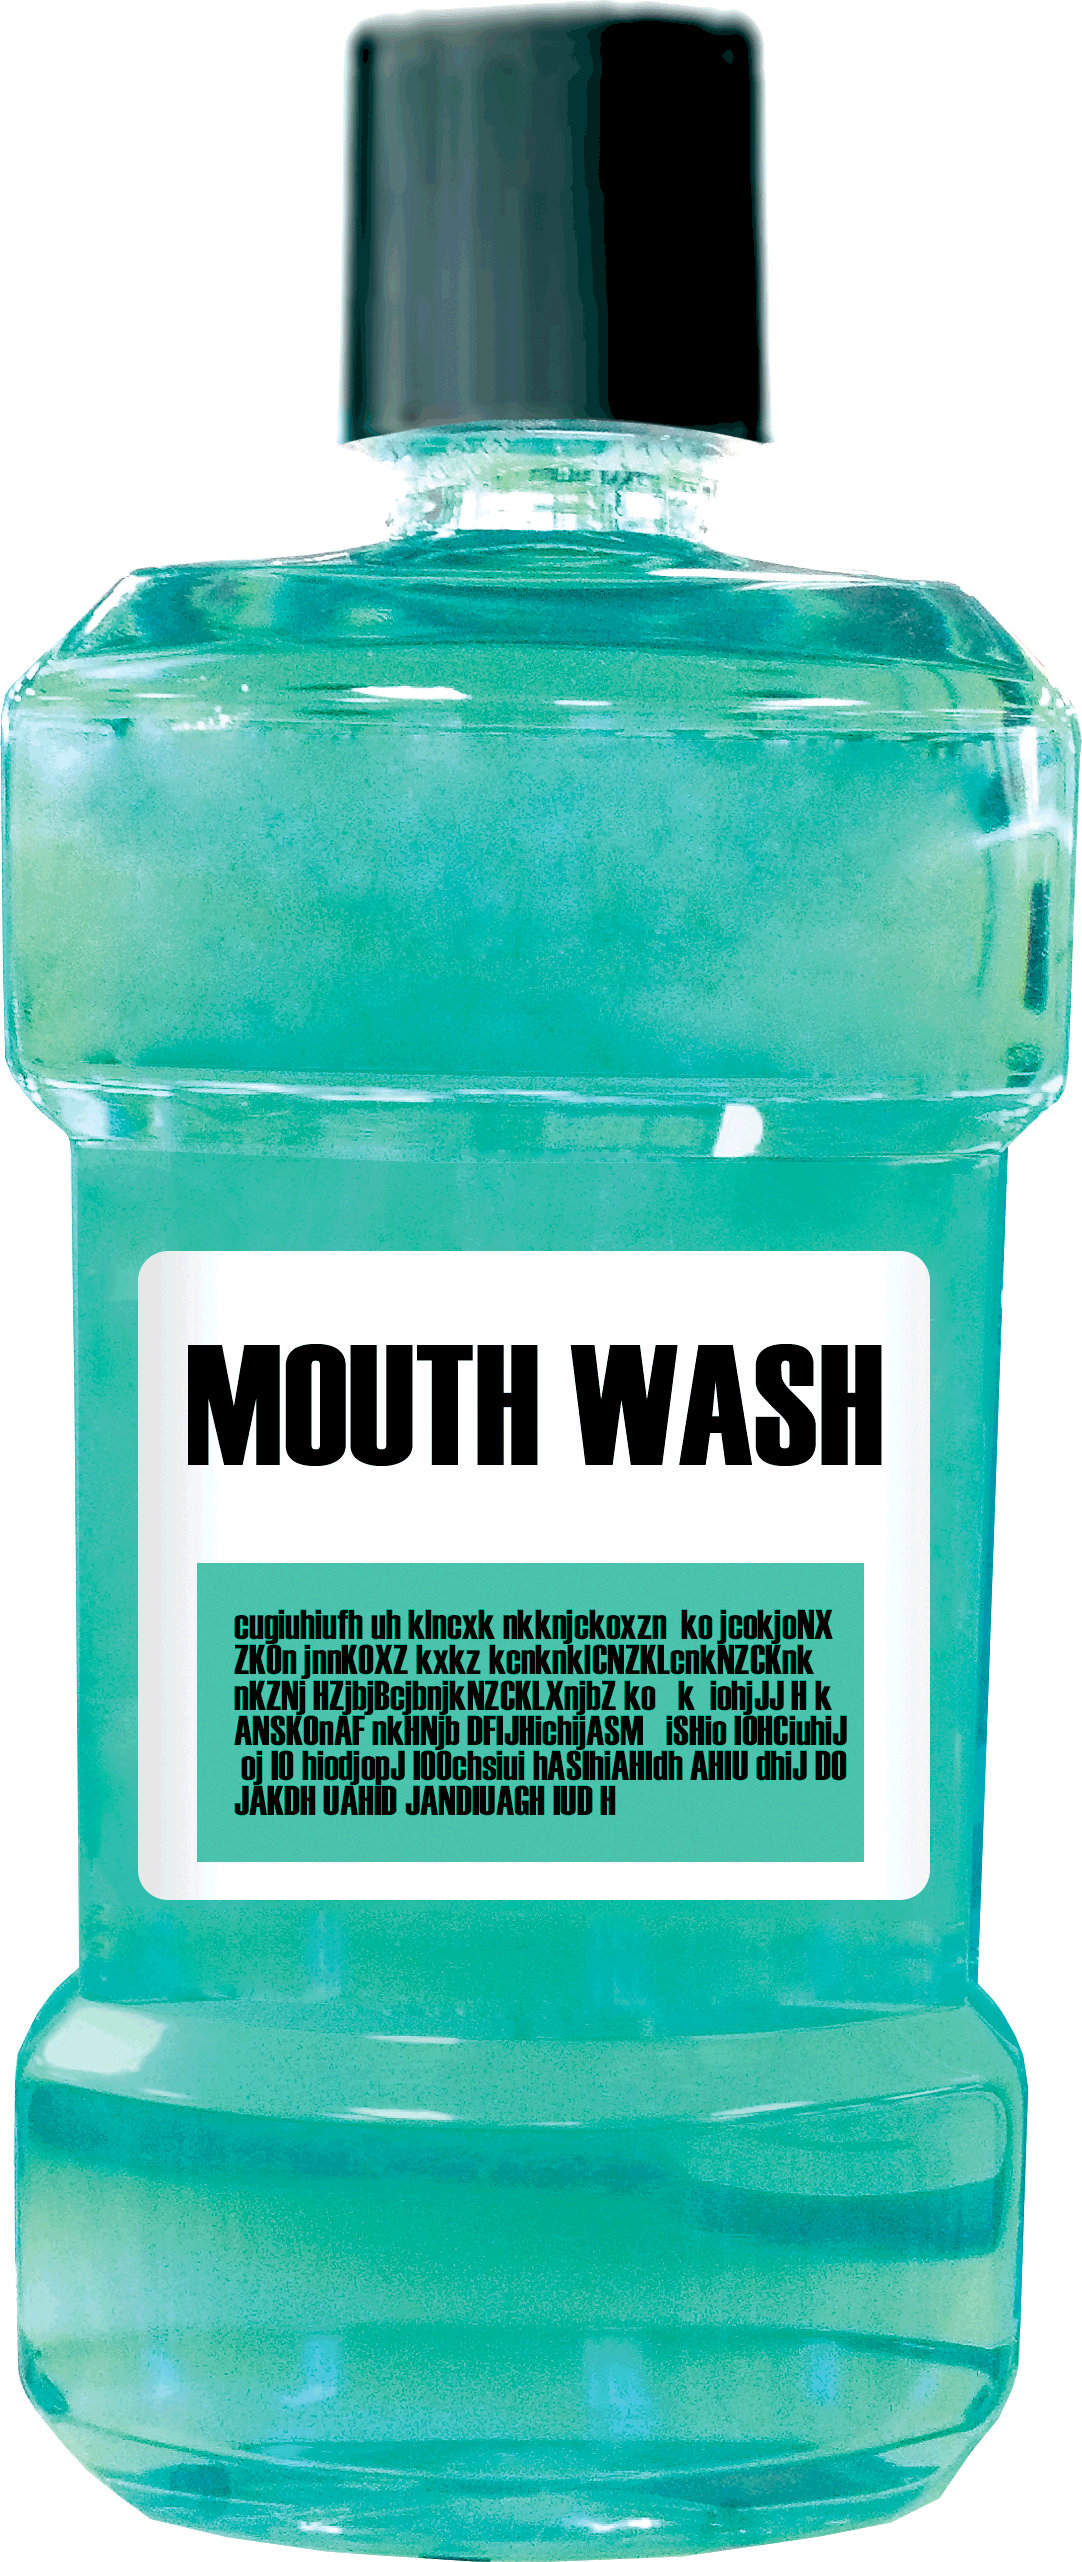 MOUTH WASH
cugiuhiufh uh klncxk nkknjckoxzn ko jcokjoNX
ZKOn jnnKOXZ kxkz kcnknklCNZKLcnkNZCKnk
nKZNj HZjbjBcjbnjkNZCKLXnjbZ ko k iohjJJ H k
ANSKOnAF nkHNjb DFIJHichijASM iSHio IOHCiuhiJ
oj IO hiodjopJ IOOchsiui hASIhiAHIdh AHIU dhiJ DO
JAKDH UAHID JANDIUAGH IUD H